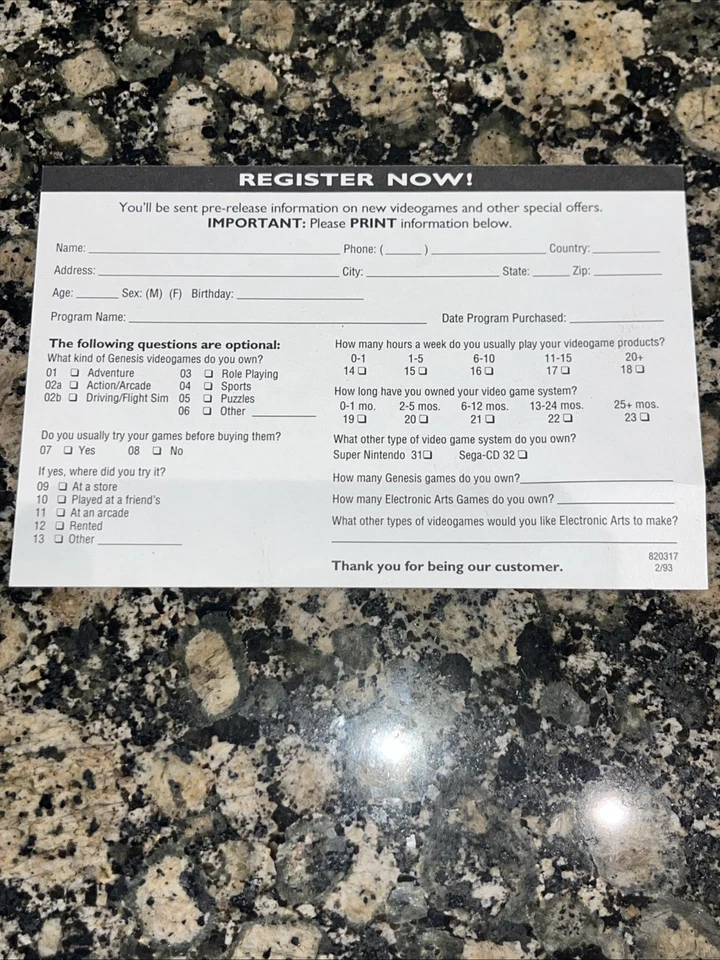 REGISTER NOW!
You'll be sent pre-release information on new videogames and other special offers.
IMPORTANT: Please PRINT information below.
Name: Phone: ( ) Country:
Address: City: State: Zip:
Age: Sex: (M) (F) Birthday:
Program Name: Date Program Purchased:
The following questions are optional:
What kind of Genesis videogames do you own?
01 ❏ Adventure 03 ❏ Role Playing
02a ❏ Action/Arcade 04 ❏ Sports
02b ❏ Driving/Flight Sim 05 ❏ Puzzles
06 ❏ Other
Do you usually try your games before buying them?
07 ❏ Yes 08 ❏ No
If yes, where did you try it?
09 ❏ At a store
10 ❏ Played at a friend's
11 ❏ At an arcade
12 ❏ Rented
13 ❏ Other
How many hours a week do you usually play your videogame products?
0-1 1-5 6-10 11-15 20+
14 ❏ 15 ❏ 16 ❏ 17 ❏ 18 ❏
How long have you owned your video game system?
0-1 mo. 2-5 mos. 6-12 mos. 13-24 mos. 25+ mos.
19 ❏ 20 ❏ 21 ❏ 22 ❏ 23 ❏
What other type of video game system do you own?
Super Nintendo 31❏ Sega-CD 32 ❏
How many Genesis games do you own?
How many Electronic Arts Games do you own?
What other types of videogames would you like Electronic Arts to make?
Thank you for being our customer.
820317
2/93